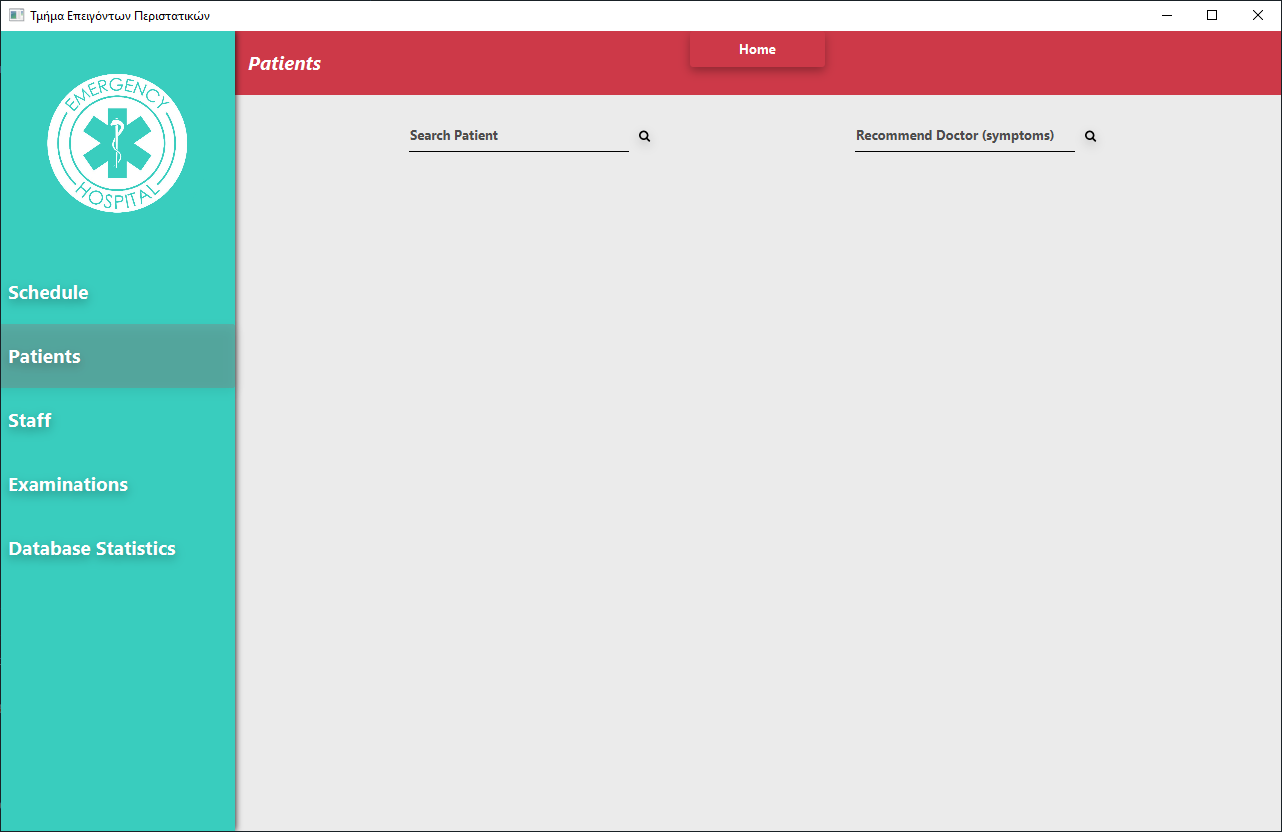 Τμήμα Επειγόντων Περιστατικών
EMERGENCY
HOSPITAL
Schedule
Patients
Staff
Examinations
Database Statistics
Patients
Home
Search Patient
Recommend Doctor (symptoms)